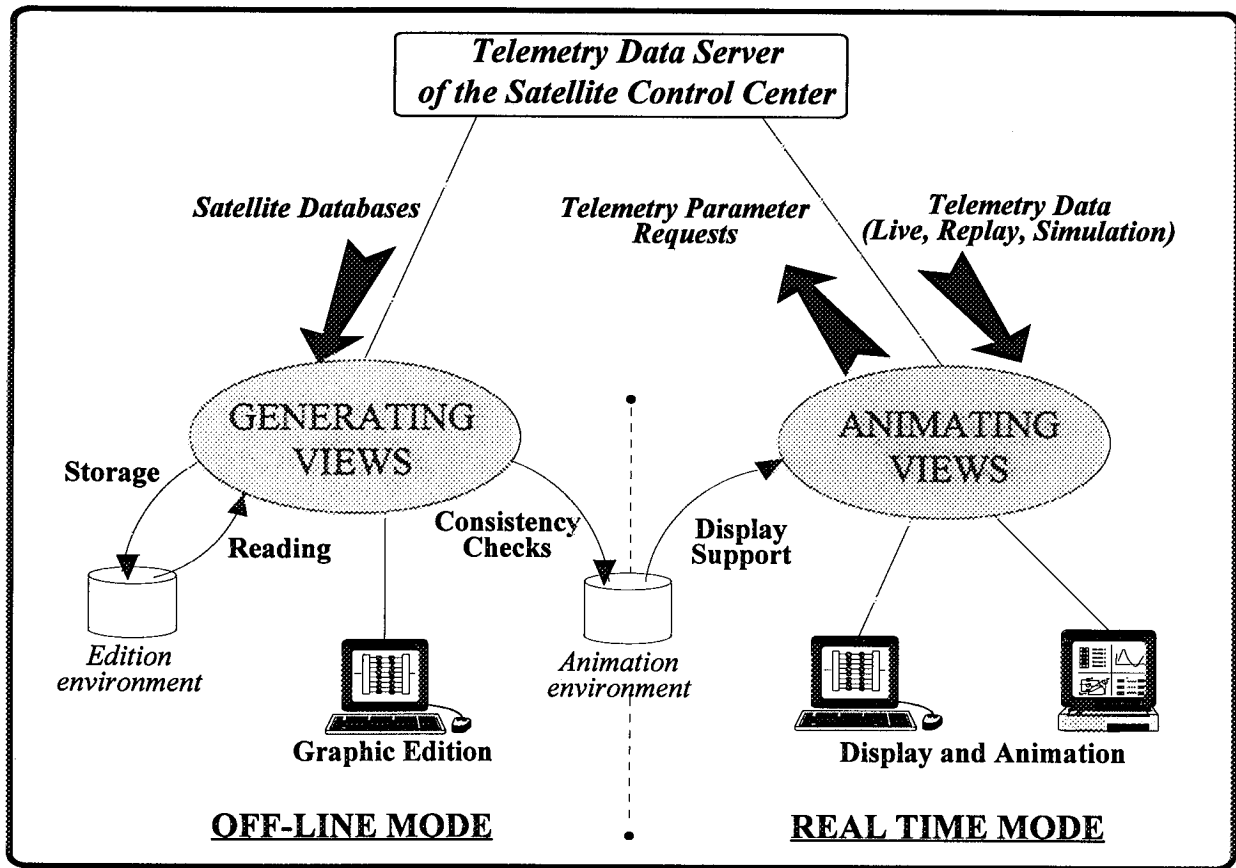 Telemetry Data Server
of the Satellite Control Center
Satellite Databases
Telemetry Parameter
Requests
Telemetry Data
(Live, Replay, Simulation)
GENERATING
VIEWS
ANIMATING
VIEWS
Storage
Reading
Consistency
Checks
Display
Support
Edition
environment
Animation
environment
Graphic Edition
Display and Animation
OFF-LINE MODE
REAL TIME MODE